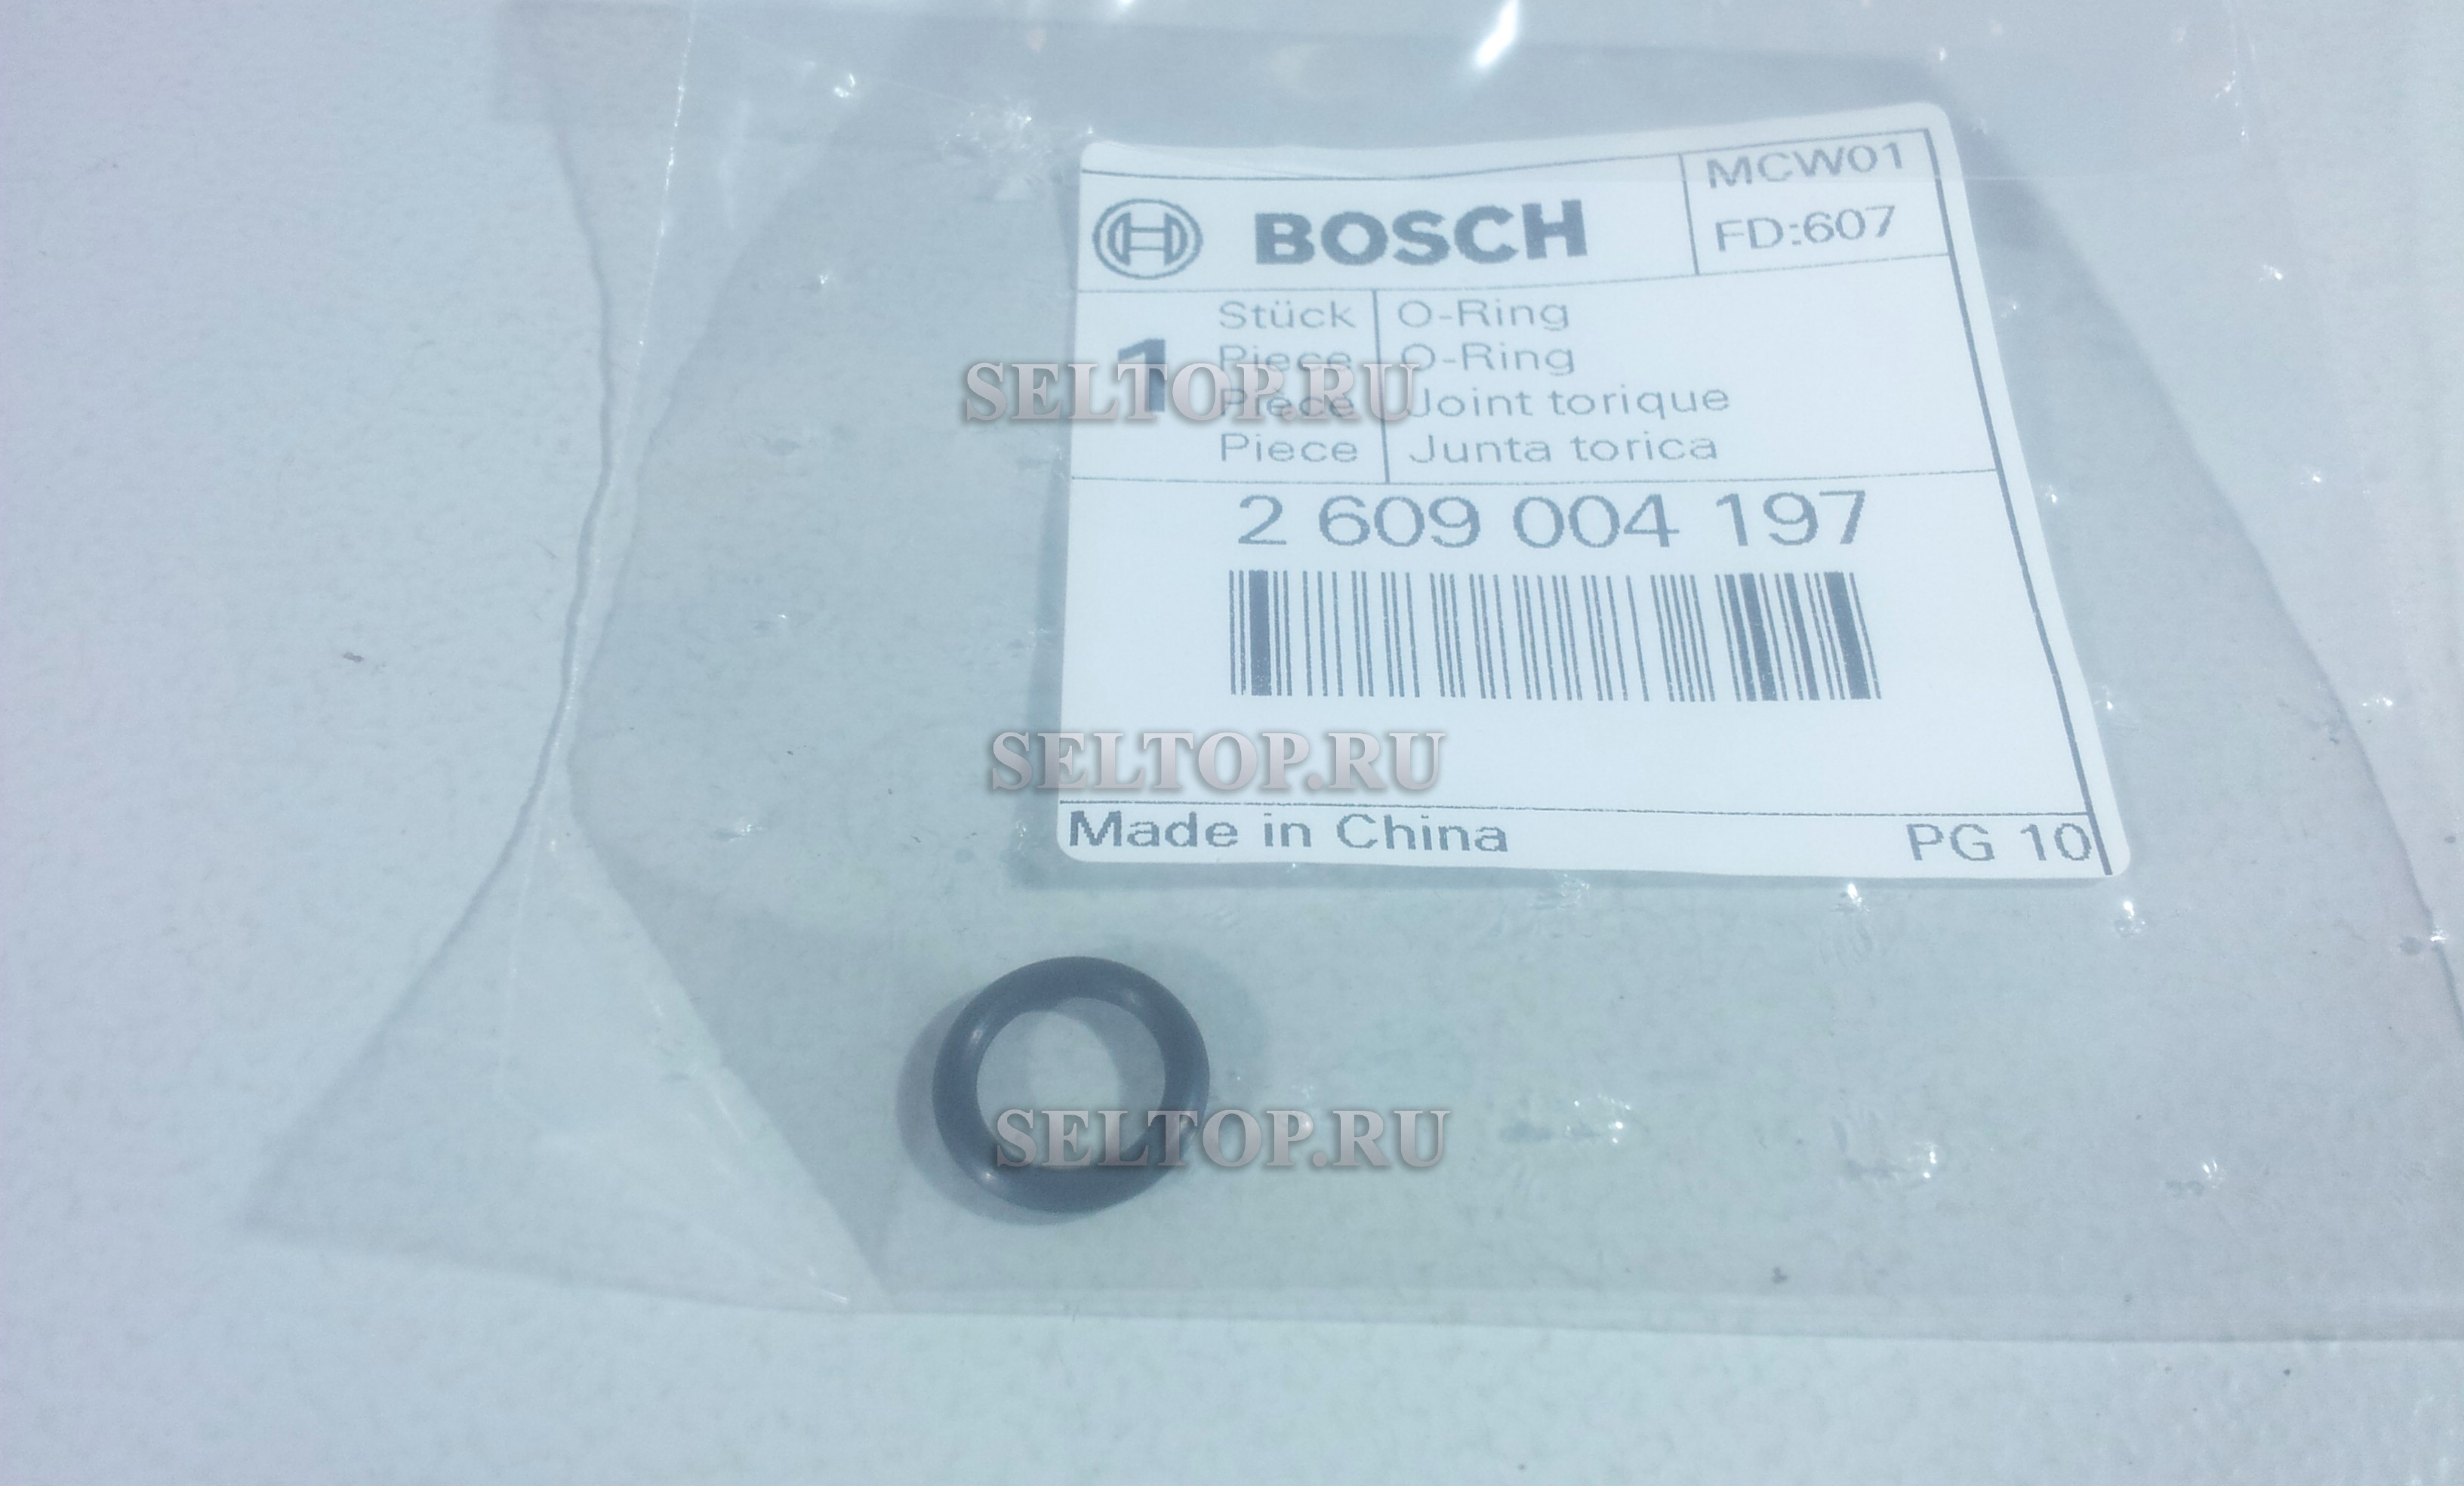 MCW01
BOSCH
FD:607
1
Stück O-Ring
Piece O-Ring
Pièce Joint torique
Piece Junta torica
SELTOP.RU
2 609 004 197
SELTOP.RU
Made in China PG 10
SELTOP.RU